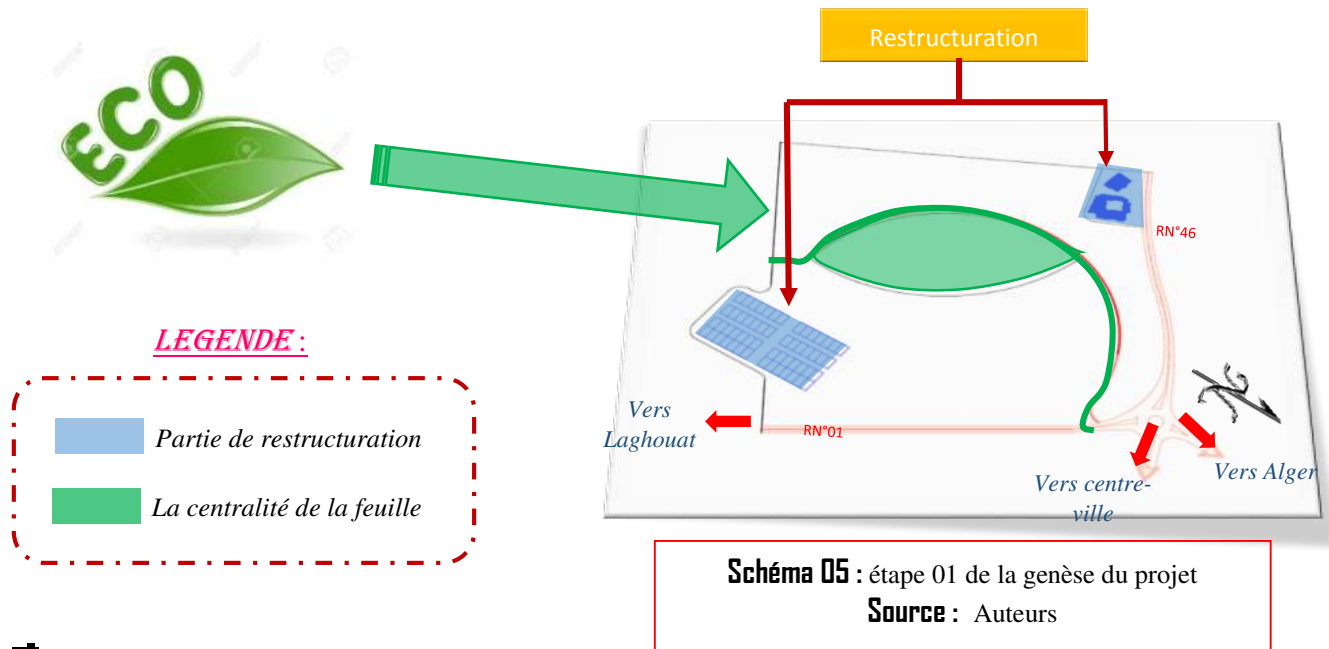 Restructuration
ECO
RN°46
LEGENDE :
Partie de restructuration
La centralité de la feuille
Vers
Laghouat
RN°01
Vers centre-
ville
Vers Alger
N
Schéma 05 : étape 01 de la genèse du projet
Source : Auteurs